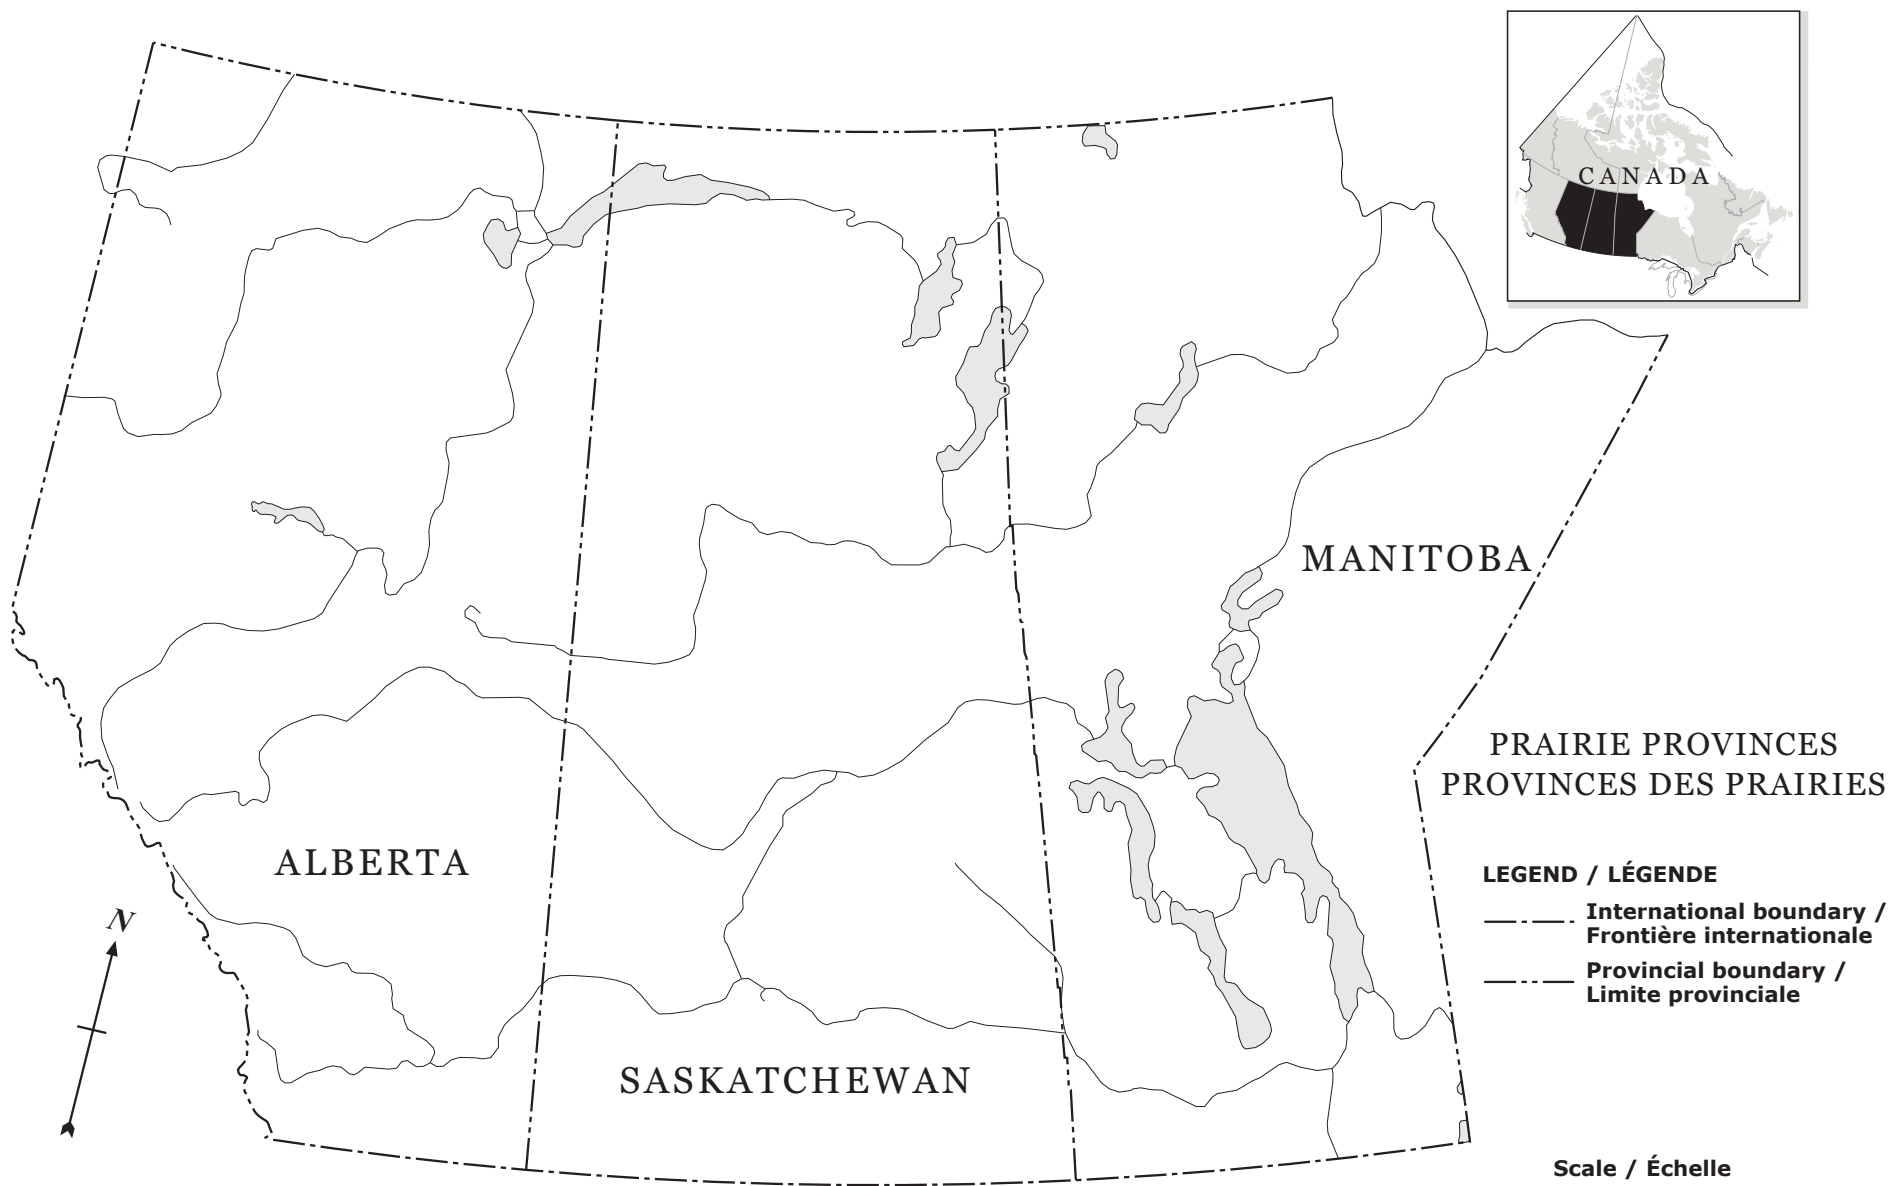 CANADA
MANITOBA
PRAIRIE PROVINCES
PROVINCES DES PRAIRIES
ALBERTA
LEGEND / LÉGENDE
International boundary /
Frontière internationale
N
Provincial boundary /
Limite provinciale
SASKATCHEWAN
Scale / Échelle